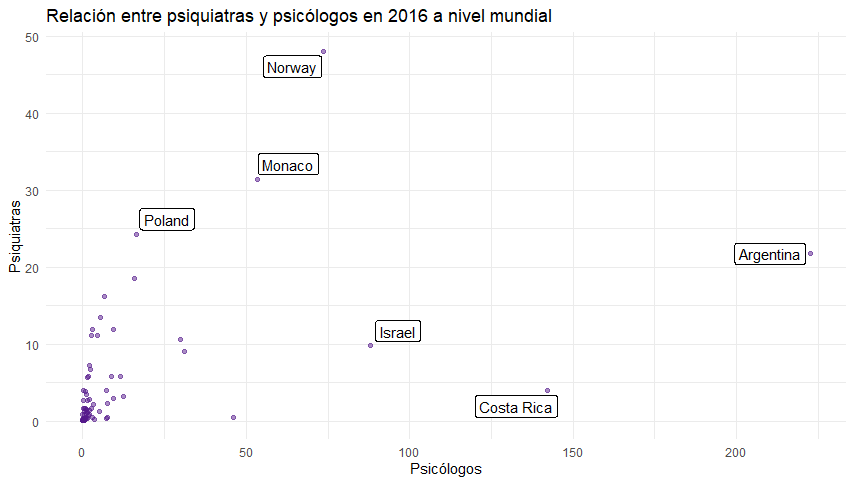 Relación entre psiquiatras y psicólogos en 2016 a nivel mundial
Psiquiatras
50
40
30
20
10
0
Norway
Monaco
Poland
Argentina
Israel
Costa Rica
0
50
100
150
200
Psicólogos